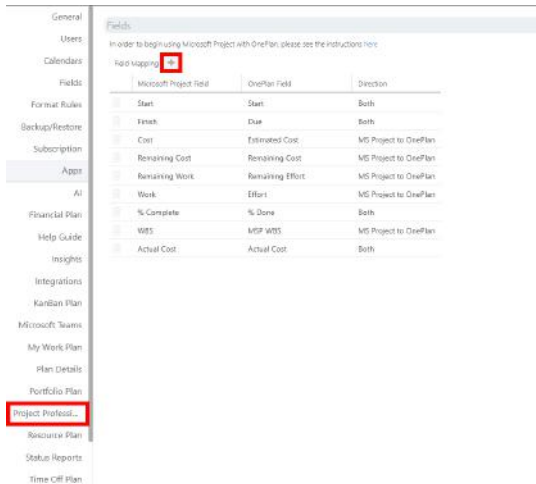 General
Users
Calendars
Fields
Format Rules
Backup/Restore
Subscription
Apps
AI
Financial Plan
Help Guide
Insights
Integrations
KanBan Plan
Microsoft Teams
My Work Plan
Plan Details
Portfolio Plan
Project Professi...
Resource Plan
Status Reports
Time Off Plan
Fields
In order to begin using Microsoft Project with OnePlan, please see the instructions here
Field Mapping +
Microsoft Project Field OnePlan Field Direction
Start Start Both
Finish Due Both
Cost Estimated Cost MS Project to OnePlan
Remaining Cost Remaining Cost MS Project to OnePlan
Remaining Work Remaining Effort MS Project to OnePlan
Work Effort MS Project to OnePlan
% Complete % Done Both
WBS MSP WBS MS Project to OnePlan
Actual Cost Actual Cost Both